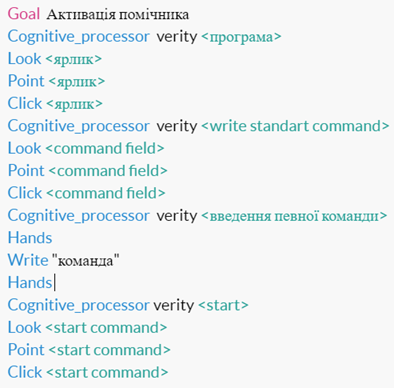 Goal Активація помічника
Cognitive_processor verity <програма>
Look <ярлик>
Point <ярлик>
Click <ярлик>
Cognitive_processor verity <write standart command>
Look <command field>
Point <command field>
Click <command field>
Cognitive_processor verity <введення певної команди>
Hands
Write "команда"
Hands
Cognitive_processor verity <start>
Look <start command>
Point <start command>
Click <start command>